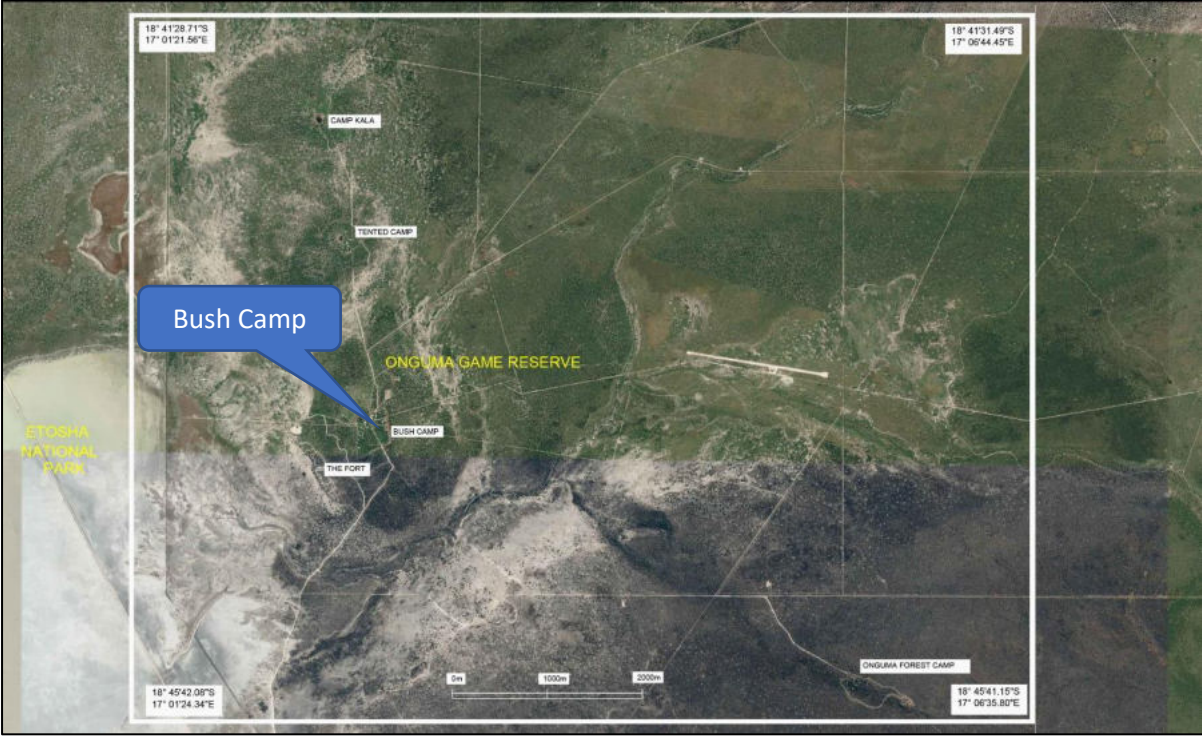 18° 41'28.71"S
17° 01'21.56"E
18° 41'31.49"S
17° 06'44.45"E
CAMP KALA
TENTED CAMP
Bush Camp
ONGUMA GAME RESERVE
BUSH CAMP
ETOSHA
NATIONAL
PARK
THE FORT
ONGUMA FOREST CAMP
0m
1000m
2000m
18° 45'42.08"S
17° 01'24.34"E
18° 45'41.15"S
17° 06'35.80"E